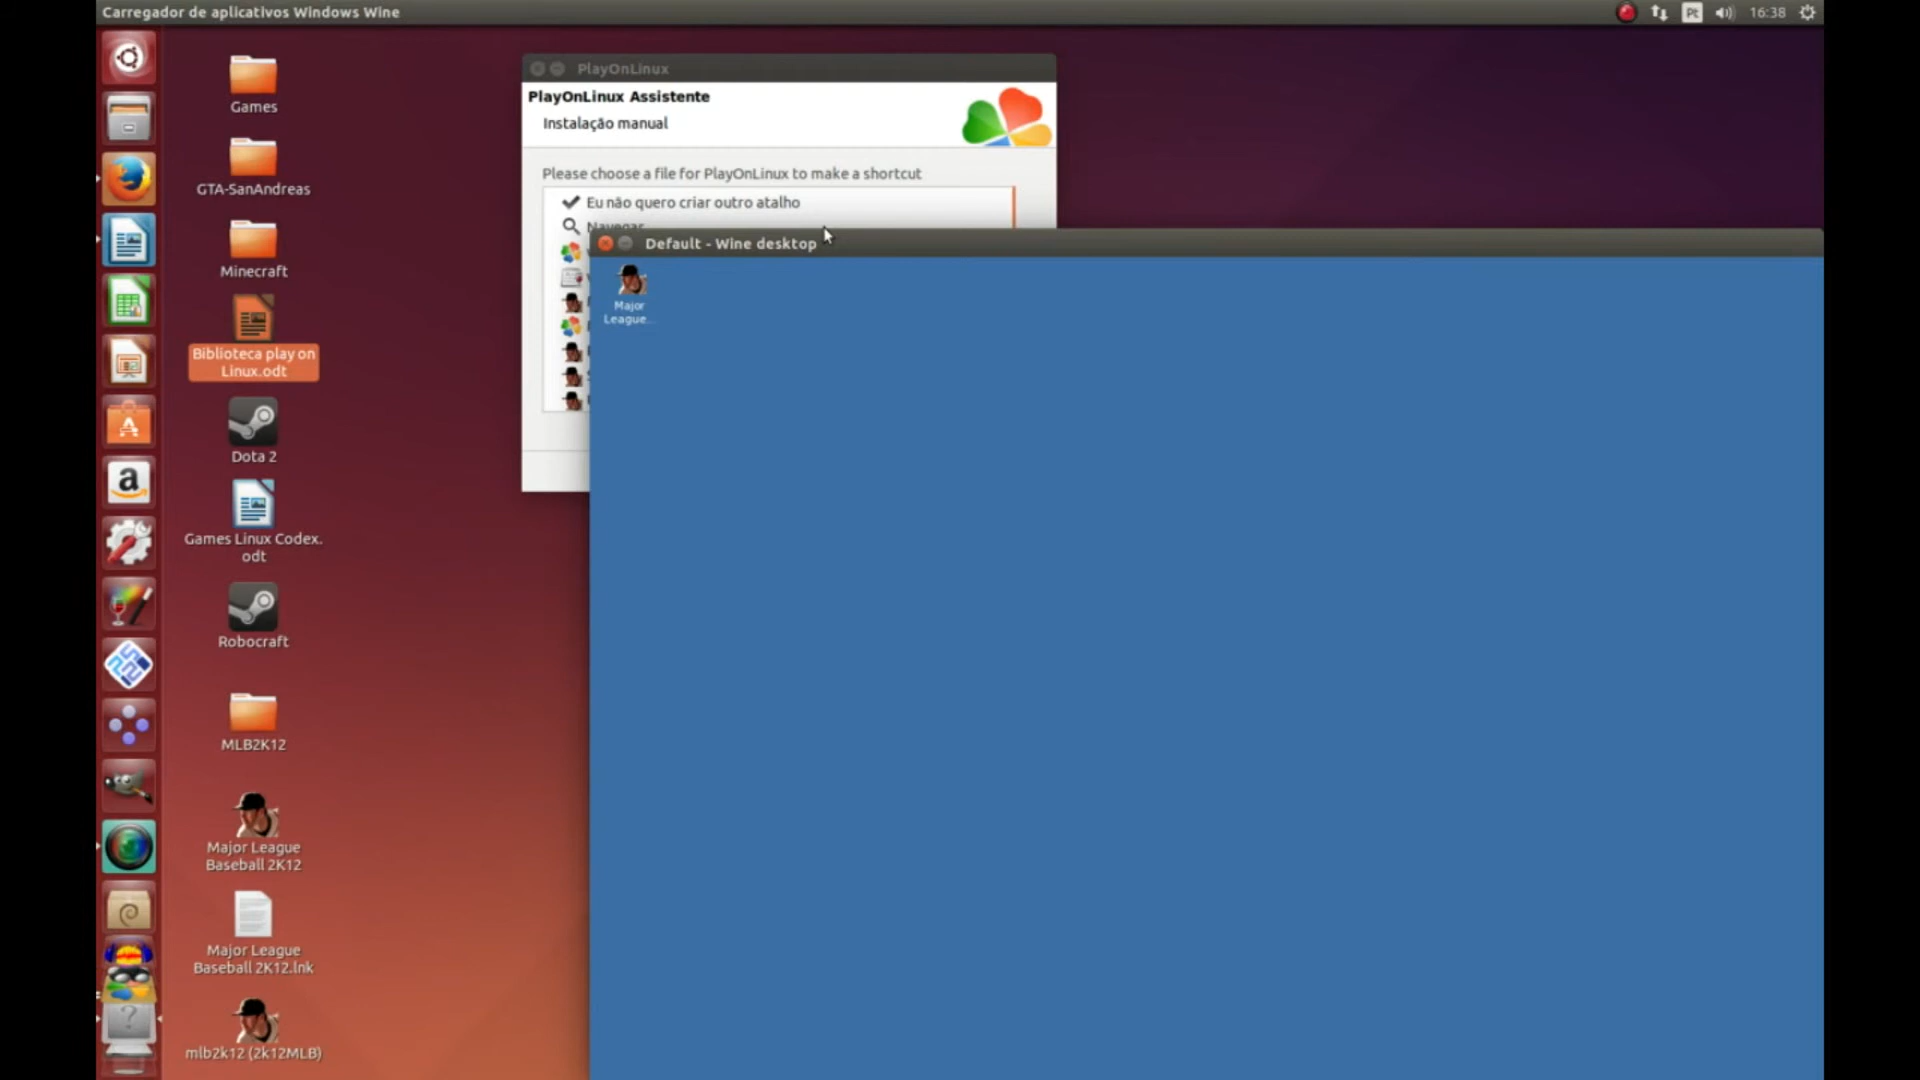 Carregador de aplicativos Windows Wine
Pt
16:38
Games
GTA-SanAndreas
Minecraft
Biblioteca play on
Linux.odt
Dota 2
Games Linux Codex.
odt
Robocraft
MLB2K12
Major League
Baseball 2K12
Major League
Baseball 2K12.lnk
mlb2k12 (2k12MLB)
PlayOnLinux
PlayOnLinux Assistente
Instalação manual
Please choose a file for PlayOnLinux to make a shortcut
Eu não quero criar outro atalho
Navegar
Default - Wine desktop
Major
League...